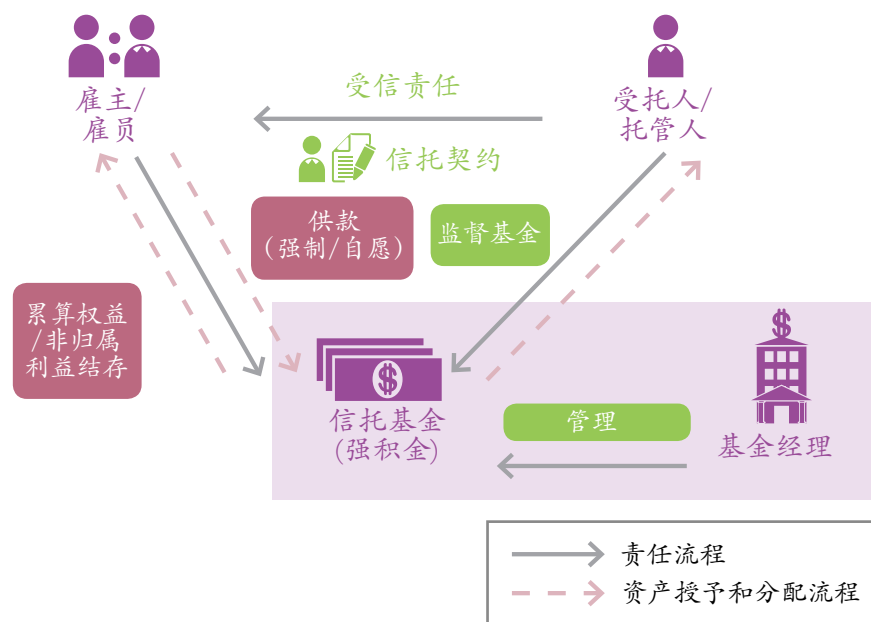 雇主/
雇员
受信责任
受托人/
托管人
信托契约
供款
(强制/自愿)
监督基金
累算权益
/非归属
利益结存
$
$
信托基金
(强积金)
管理
基金经理
责任流程
资产授予和分配流程